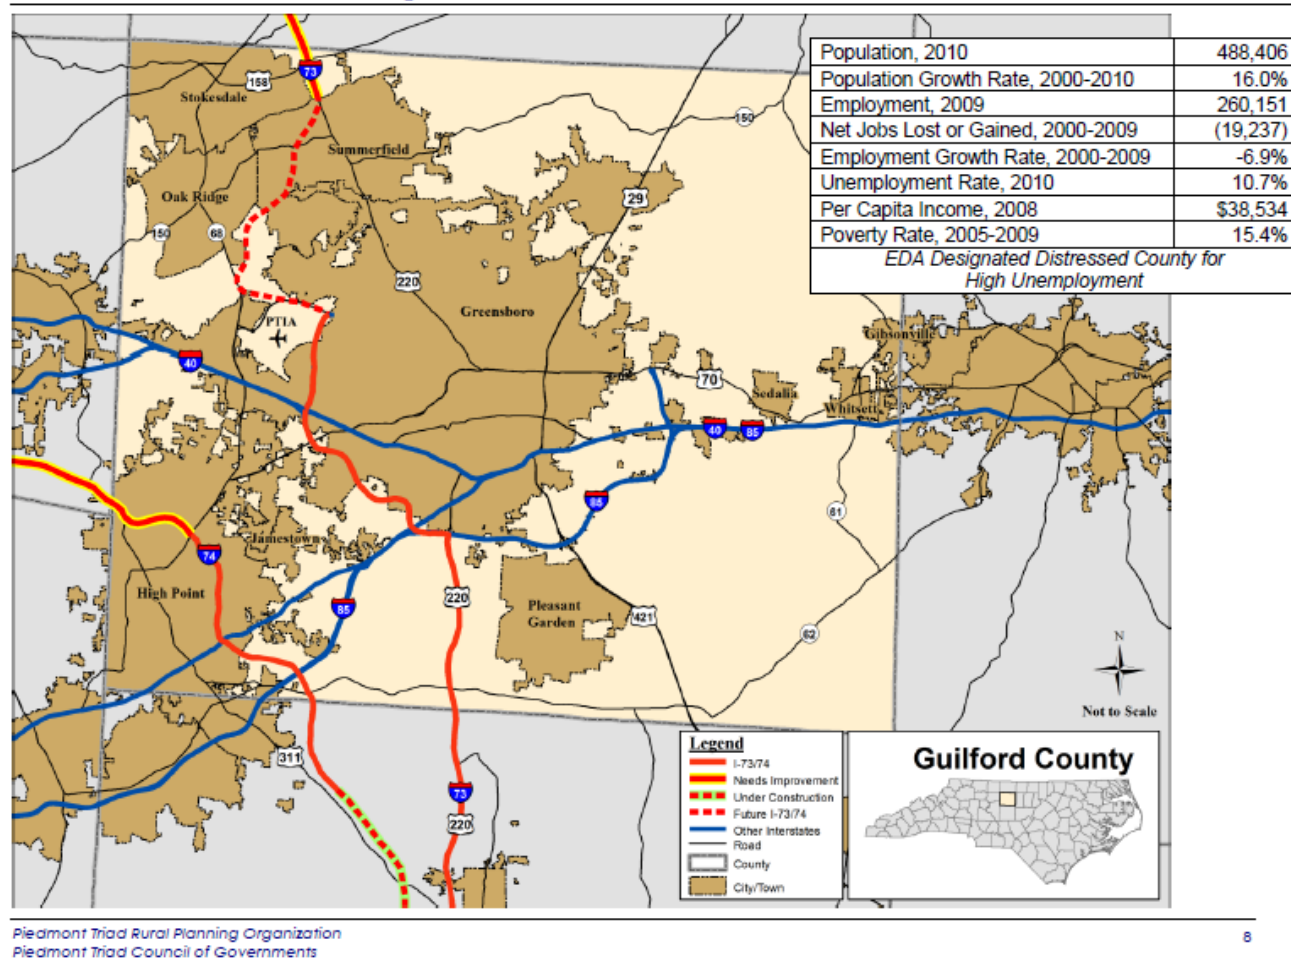 Population, 2010 488,406
Population Growth Rate, 2000-2010 16.0%
Employment, 2009 260,151
Net Jobs Lost or Gained, 2000-2009 (19,237)
Employment Growth Rate, 2000-2009 -6.9%
Unemployment Rate, 2010 10.7%
Per Capita Income, 2008 $38,534
Poverty Rate, 2005-2009 15.4%
EDA Designated Distressed County for
High Unemployment
73
158
Stokesdale
150
Summerfield
Oak Ridge
29
150
68
220
Greensboro
PTIA
Gibsonville
40
70
Sedalia
Whitsett
40
85
85
61
Jamestown
74
High Point
85
220
Pleasant
Garden
421
62
N
Not to Scale
311
73
220
Legend
I-73/74
Needs Improvement
Under Construction
Future I-73/74
Other Interstates
Road
County
City/Town
Guilford County
Piedmont Triad Rural Planning Organization
Piedmont Triad Council of Governments
8